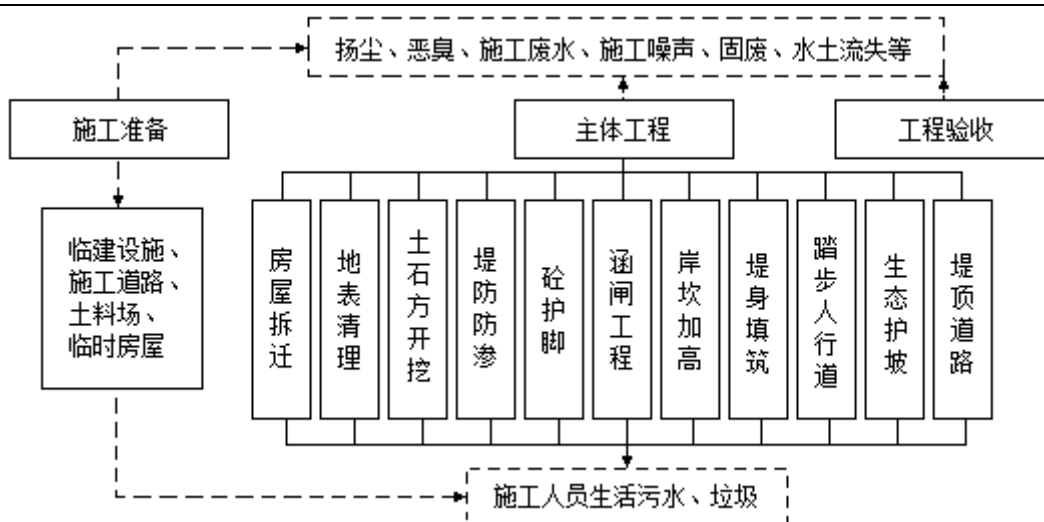 扬尘、恶臭、施工废水、施工噪声、固废、水土流失等
施工准备
主体工程
工程验收
临建设施、
施工道路、
土料场、
临时房屋
房屋拆迁
地表清理
土石方开挖
堤防防渗
砼护脚
涵闸工程
岸坎加高
堤身填筑
踏步人行道
生态护坡
堤顶道路
施工人员生活污水、垃圾